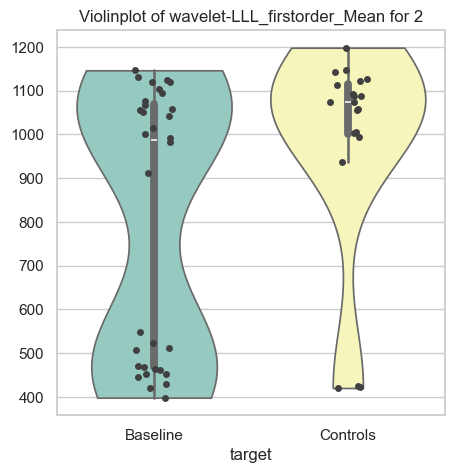 Violinplot of wavelet-LLL_firstorder_Mean for 2
1200
1100
1000
900
800
700
600
500
400
Baseline
Controls
target